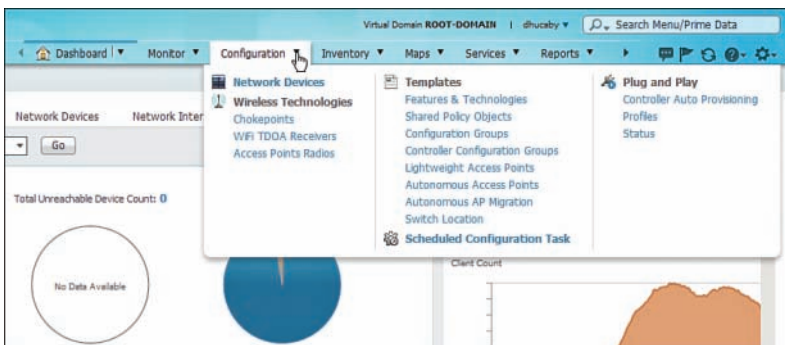 Virtual Domain ROOT-DOMAIN | dhucaby ▼ Search Menu/Prime Data
Dashboard ▼ Monitor ▼ Configuration ▼ Inventory ▼ Maps ▼ Services ▼ Reports ▼
Network Devices Network Inter
Go
Total Unreachable Device Count: 0
No Data Available
Network Devices
Wireless Technologies
Chokepoints
WiFi TDOA Receivers
Access Points Radios
Templates
Features & Technologies
Shared Policy Objects
Configuration Groups
Controller Configuration Groups
Lightweight Access Points
Autonomous Access Points
Autonomous AP Migration
Switch Location
Scheduled Configuration Task
Plug and Play
Controller Auto Provisioning
Profiles
Status
Client Count